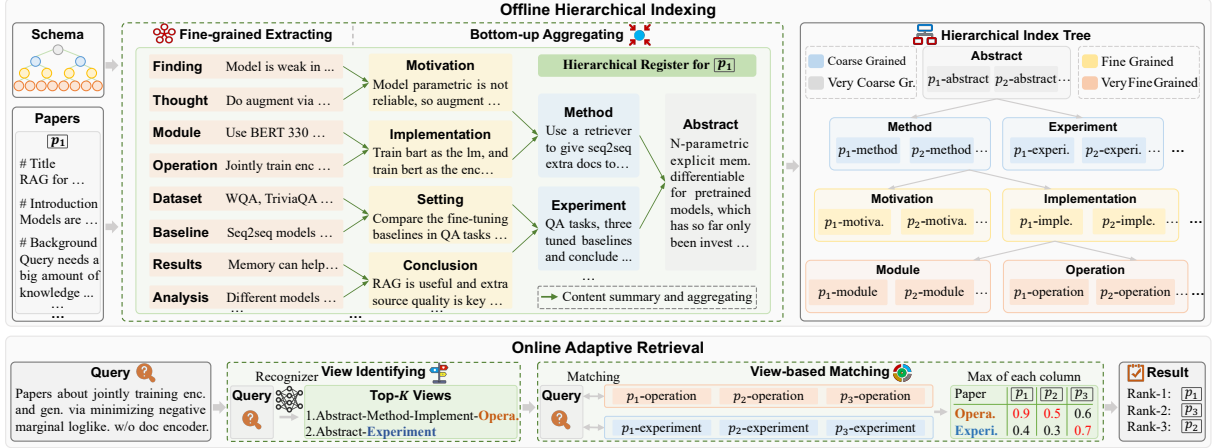 Offline Hierarchical Indexing
Schema
Papers
p₁
# Title
RAG for …
# Introduction
Models are …
# Background
Query needs a
big amount of
knowledge ...
…
Fine-grained Extracting
Bottom-up Aggregating
Finding Model is weak in ...
Thought Do augment via …
Module Use BERT 330 …
Operation Jointly train enc …
Dataset WQA, TriviaQA …
Baseline Seq2seq models …
Results Memory can help…
Analysis Different models …
… …
Motivation
Model parametric is not
reliable, so augment …
Implementation
Train bart as the lm, and
train bert as the enc…
Setting
Compare the fine-tuning
baselines in QA tasks …
Conclusion
RAG is useful and extra
source quality is key …
…
Hierarchical Register for p₁
Method
Use a retriever
to give seq2seq
extra docs to…
Experiment
QA tasks, three
tuned baselines
and conclude ...
…
Abstract
N-parametric
explicit mem.
differentiable
for pretrained
models, which
has so far only
been invest …
Content summary and aggregating
Hierarchical Index Tree
Coarse Grained
Very Coarse Gr.
Abstract
p₁-abstract p₂-abstract…
Fine Grained
Very Fine Grained
Method
p₁-method p₂-method …
Experiment
p₁-experi. p₂-experi. …
…
Motivation
p₁-motiva. p₂-motiva. …
Implementation
p₁-imple. p₂-imple. …
…
Module
p₁-module p₂-module …
Operation
p₁-operation p₂-operation …
…
Online Adaptive Retrieval
Query
Papers about jointly training enc.
and gen. via minimizing negative
marginal loglike. w/o doc encoder.
Recognizer
View Identifying
Query
Top-K Views
1.Abstract-Method-Implement-Opera.
2.Abstract-Experiment
Matching
View-based Matching
Query
p₁-operation p₂-operation p₃-operation
p₁-experiment p₂-experiment p₃-experiment
Max of each column
Paper p₁ p₂ p₃
Opera. 0.9 0.5 0.6
Experi. 0.4 0.3 0.7
Result
Rank-1: p₁
Rank-2: p₃
Rank-3: p₂